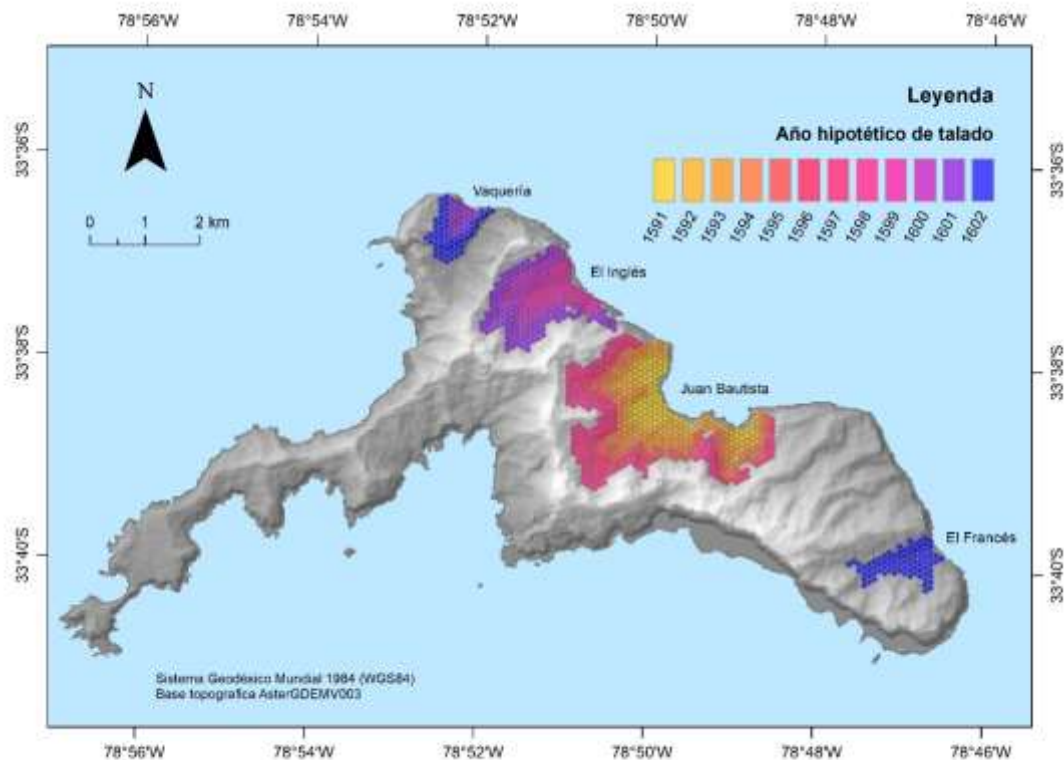 78°56'W 78°54'W 78°52'W 78°50'W 78°48'W 78°46'W
N
Leyenda
Año hipotético de talado
33°36'S
33°36'S
1591 1592 1593 1594 1595 1596 1597 1598 1599 1600 1601 1602
Vaquería
0 1 2 km
El Inglés
33°38'S
33°38'S
Juan Bautista
El Francés
33°40'S
33°40'S
Sistema Geodéxico Mundial 1984 (WGS84)
Base topografica AsterGDEMV003
78°56'W 78°54'W 78°52'W 78°50'W 78°48'W 78°46'W